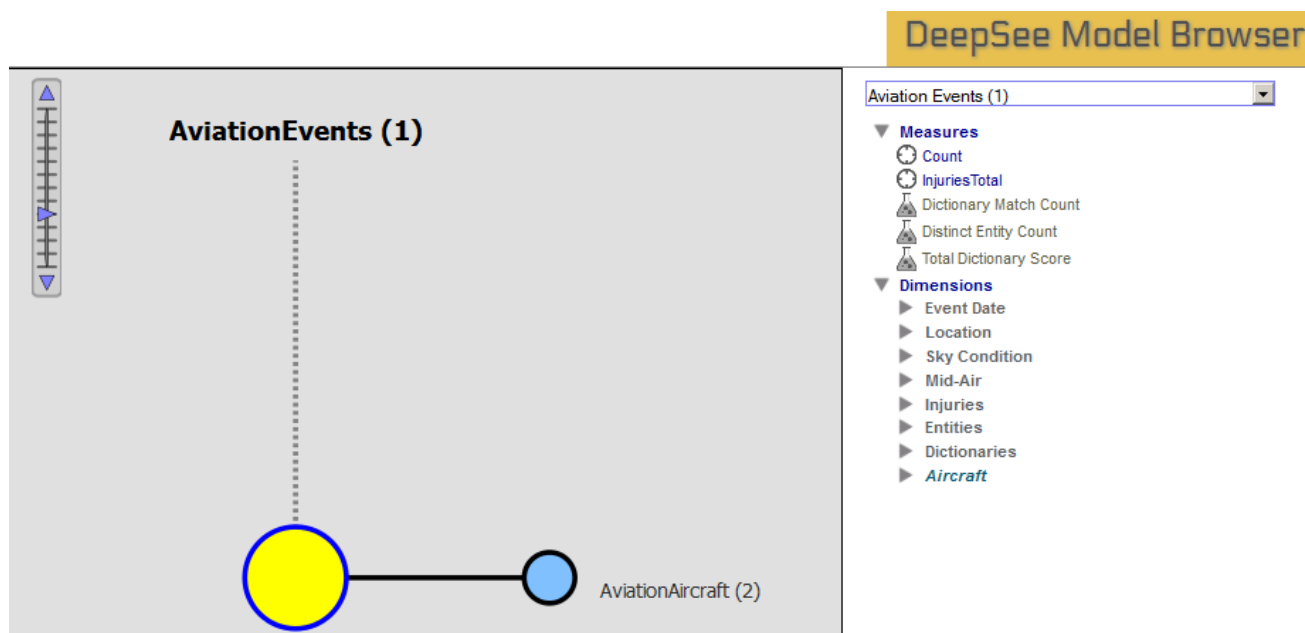 DeepSee Model Browser
AviationEvents (1)
AviationAircraft (2)
Aviation Events (1)
Measures
Count
InjuriesTotal
Dictionary Match Count
Distinct Entity Count
Total Dictionary Score
Dimensions
Event Date
Location
Sky Condition
Mid-Air
Injuries
Entities
Dictionaries
Aircraft